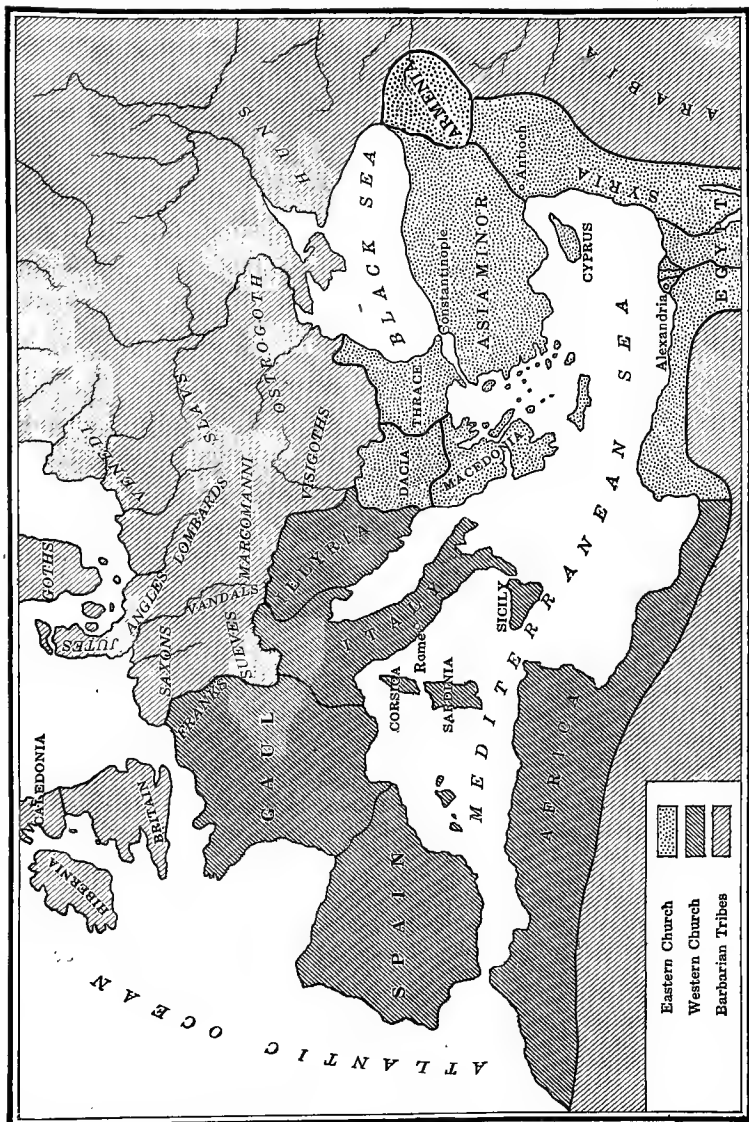 CALEDONIA
HIBERNIA
BRITAIN
ATLANTIC OCEAN
GOTHS
JUTES
ANGLES
SAXONS
VENEDI
SLAVS
LOMBARDS
VANDALS
MARCOMANNI
SUEVES
FRANKS
OSTROGOTH
VISIGOTHS
HUNS
GAUL
SPAIN
ITALY
ILLYRIA
DACIA
THRACE
MACEDONIA
BLACK SEA
ARMENIA
Constantinople
ASIA MINOR
Antioch
SYRIA
ARABIA
CORSICA
Rome
SARDINIA
SICILY
CYPRUS
MEDITERRANEAN SEA
Alexandria
EGYPT
AFRICA
Eastern Church
Western Church
Barbarian Tribes